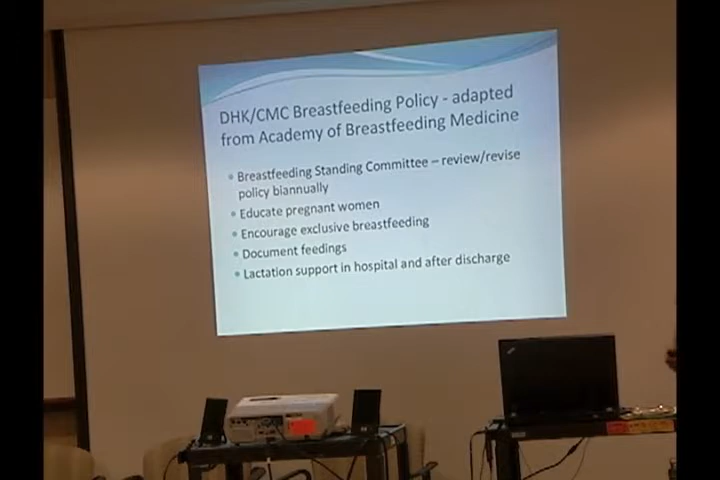 DHK/CMC Breastfeeding Policy - adapted
from Academy of Breastfeeding Medicine
• Breastfeeding Standing Committee – review/revise
policy biannually
• Educate pregnant women
• Encourage exclusive breastfeeding
• Document feedings
• Lactation support in hospital and after discharge